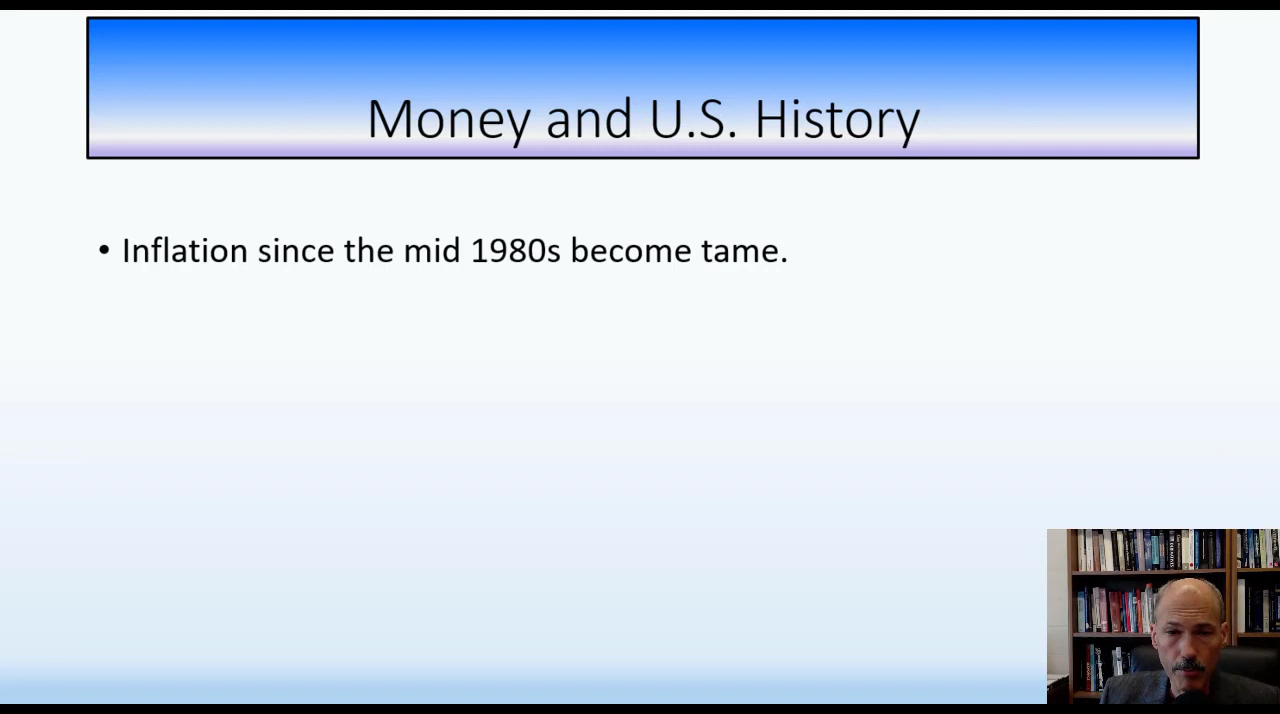 Money and U.S. History
• Inflation since the mid 1980s become tame.